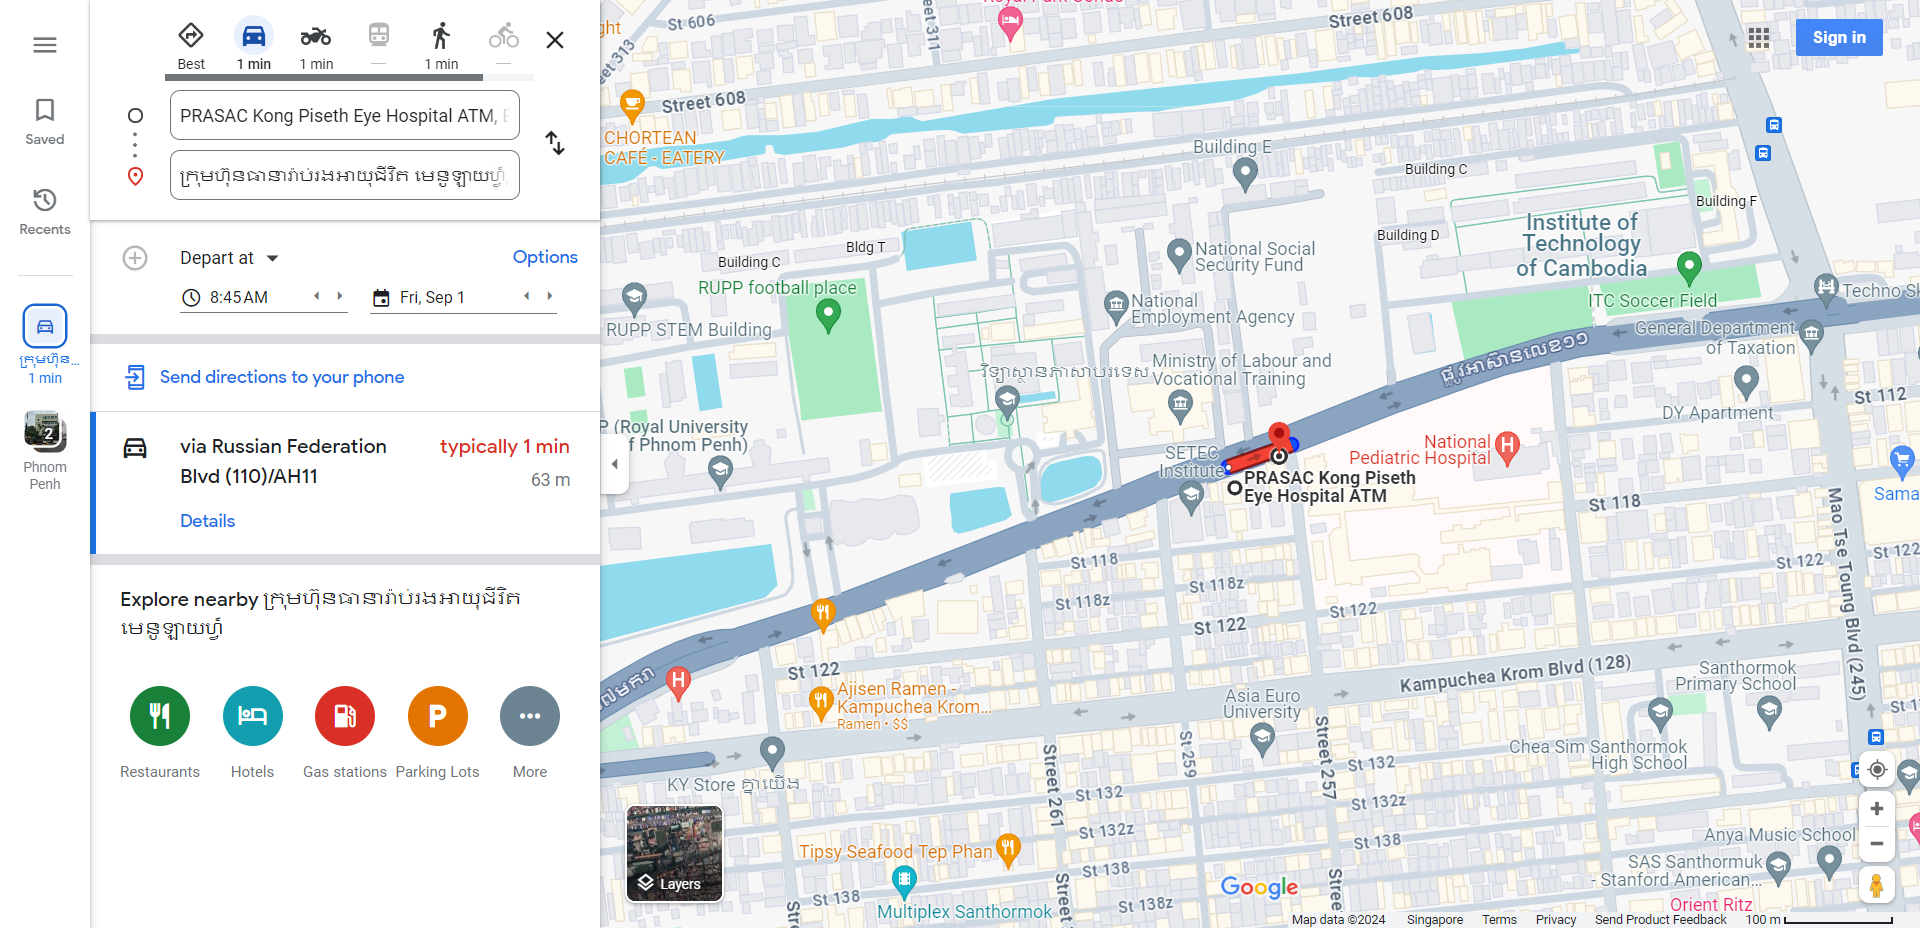 Best
1 min
1 min
1 min
PRASAC Kong Piseth Eye Hospital ATM,
ក្រុមហ៊ុនធានារ៉ាប់រងអាយុជីវិត មេនូឡាយហ្វ៍
Saved
Recents
ក្រុមហ៊ុន...
1 min
2
Phnom
Penh
Depart at
Options
8:45 AM
Fri, Sep 1
Send directions to your phone
via Russian Federation
Blvd (110)/AH11
typically 1 min
63 m
Details
Explore nearby ក្រុមហ៊ុនធានារ៉ាប់រងអាយុជីវិត
មេនូឡាយហ្វ៍
Restaurants
Hotels
Gas stations
Parking Lots
More
Sign in
St 606
Street 608
Street 608
Street 313
311
CHORTEAN
CAFÉ - EATERY
Building E
Building C
Building F
Building D
Institute of
Technology
of Cambodia
ITC Soccer Field
Bldg T
Building C
RUPP football place
RUPP STEM Building
National Social
Security Fund
National
Employment Agency
Ministry of Labour and
Vocational Training
វិទ្យាស្ថានភាសាបរទេស
General Department
of Taxation
ផ្លូវអាស៊ានលេខ១១
St 112
DY Apartment
P (Royal University
f Phnom Penh)
National
Pediatric Hospital
SETEC
Institute
PRASAC Kong Piseth
Eye Hospital ATM
St 118
St 118
St 118z
St 118z
St 122
St 122
St 122
St 122
St 122
Mao Tse Toung Blvd (245)
Kampuchea Krom Blvd (128)
Ajisen Ramen -
Kampuchea Krom...
Ramen • $$
Asia Euro
University
Santhormok
Primary School
Chea Sim Santhormok
High School
KY Store គ្នាយើង
Street 261
St 259
Street 257
St 132
St 132
St 132z
St 132z
St 138
St 138
St 138
St 138z
Tipsy Seafood Tep Phan
Multiplex Santhormok
Anya Music School
SAS Santhormuk
- Stanford American...
Orient Ritz
Layers
Google
Map data ©2024
Singapore
Terms
Privacy
Send Product Feedback
100 m